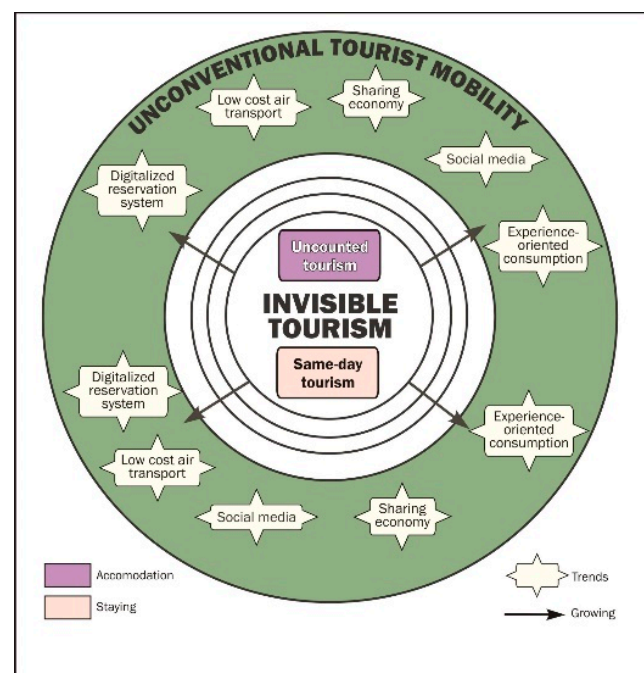 UNCONVENTIONAL TOURIST MOBILITY
Low cost air
transport
Sharing
economy
Social media
Digitalized
reservation
system
Experience-
oriented
consumption
Uncounted
tourism
INVISIBLE
TOURISM
Same-day
tourism
Digitalized
reservation
system
Experience-
oriented
consumption
Low cost air
transport
Social media
Sharing
economy
Accomodation
Staying
Trends
Growing